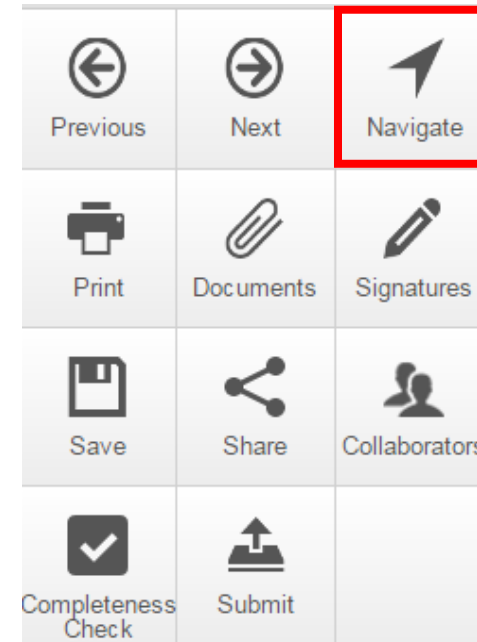 Previous Next Navigate
Print Documents Signatures
Save Share Collaborators
Completeness Check Submit